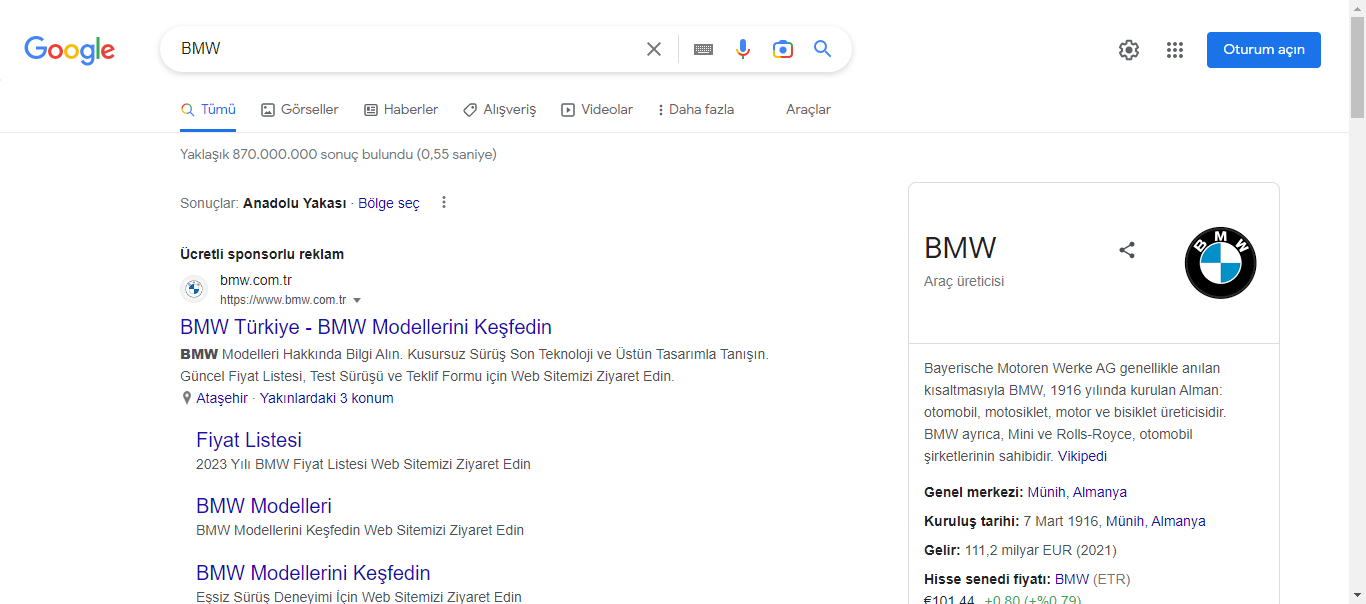 Google
BMW
Oturum açın
Tümü Görseller Haberler Alışveriş Videolar Daha fazla Araçlar
Yaklaşık 870.000.000 sonuç bulundu (0,55 saniye)
Sonuçlar: Anadolu Yakası · Bölge seç
Ücretli sponsorlu reklam
bmw.com.tr
https://www.bmw.com.tr
BMW Türkiye - BMW Modellerini Keşfedin
BMW Modelleri Hakkında Bilgi Alın. Kusursuz Sürüş Son Teknoloji ve Üstün Tasarımla Tanışın.
Güncel Fiyat Listesi, Test Sürüşü ve Teklif Formu için Web Sitemizi Ziyaret Edin.
Ataşehir · Yakınlardaki 3 konum
Fiyat Listesi
2023 Yılı BMW Fiyat Listesi Web Sitemizi Ziyaret Edin
BMW Modelleri
BMW Modellerini Keşfedin Web Sitemizi Ziyaret Edin
BMW Modellerini Keşfedin
Eşsiz Sürüş Deneyimi İçin Web Sitemizi Ziyaret Edin
BMW
Araç üreticisi
BMW
Bayerische Motoren Werke AG genellikle anılan
kısaltmasıyla BMW, 1916 yılında kurulan Alman:
otomobil, motosiklet, motor ve bisiklet üreticisidir.
BMW ayrıca, Mini ve Rolls-Royce, otomobil
şirketlerinin sahibidir. Vikipedi
Genel merkezi: Münih, Almanya
Kuruluş tarihi: 7 Mart 1916, Münih, Almanya
Gelir: 111,2 milyar EUR (2021)
Hisse senedi fiyatı: BMW (ETR)
€101,44 +0,80 (+%0,79)